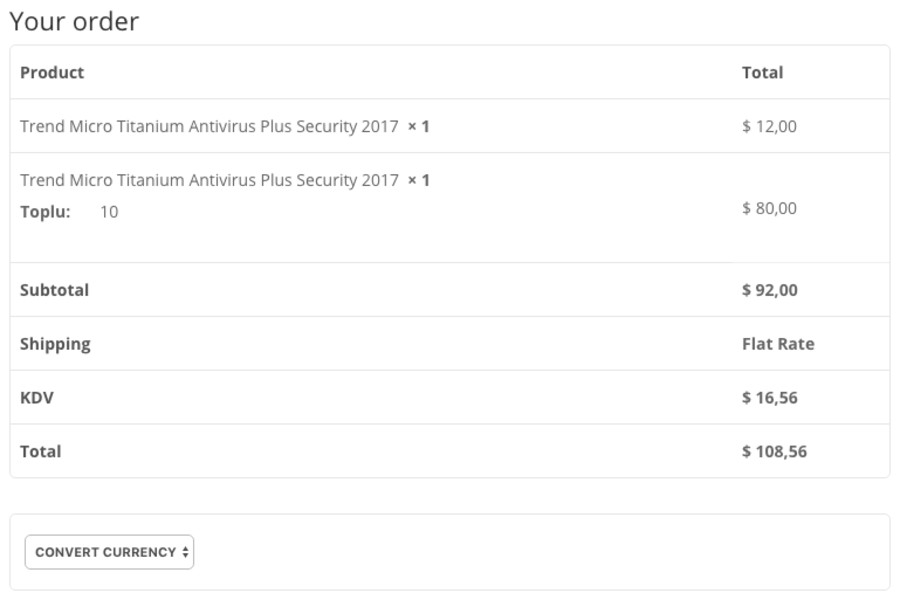 Your order
Product Total
Trend Micro Titanium Antivirus Plus Security 2017 × 1 $ 12,00
Trend Micro Titanium Antivirus Plus Security 2017 × 1
Toplu: 10 $ 80,00
Subtotal $ 92,00
Shipping Flat Rate
KDV $ 16,56
Total $ 108,56
CONVERT CURRENCY